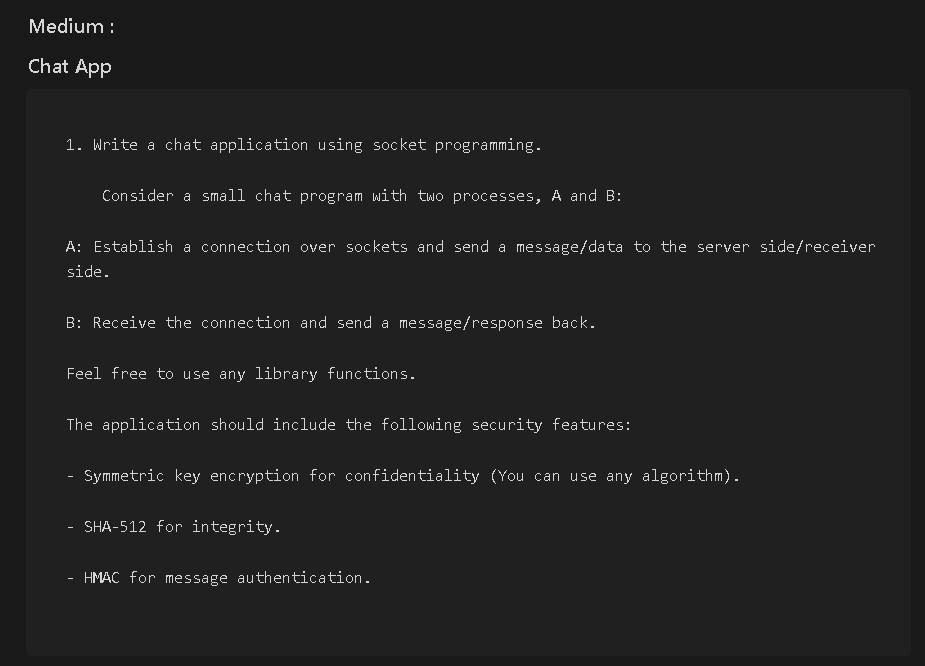 Medium :
Chat App
1. Write a chat application using socket programming.
Consider a small chat program with two processes, A and B:
A: Establish a connection over sockets and send a message/data to the server side/receiver
side.
B: Receive the connection and send a message/response back.
Feel free to use any library functions.
The application should include the following security features:
- Symmetric key encryption for confidentiality (You can use any algorithm).
- SHA-512 for integrity.
- HMAC for message authentication.